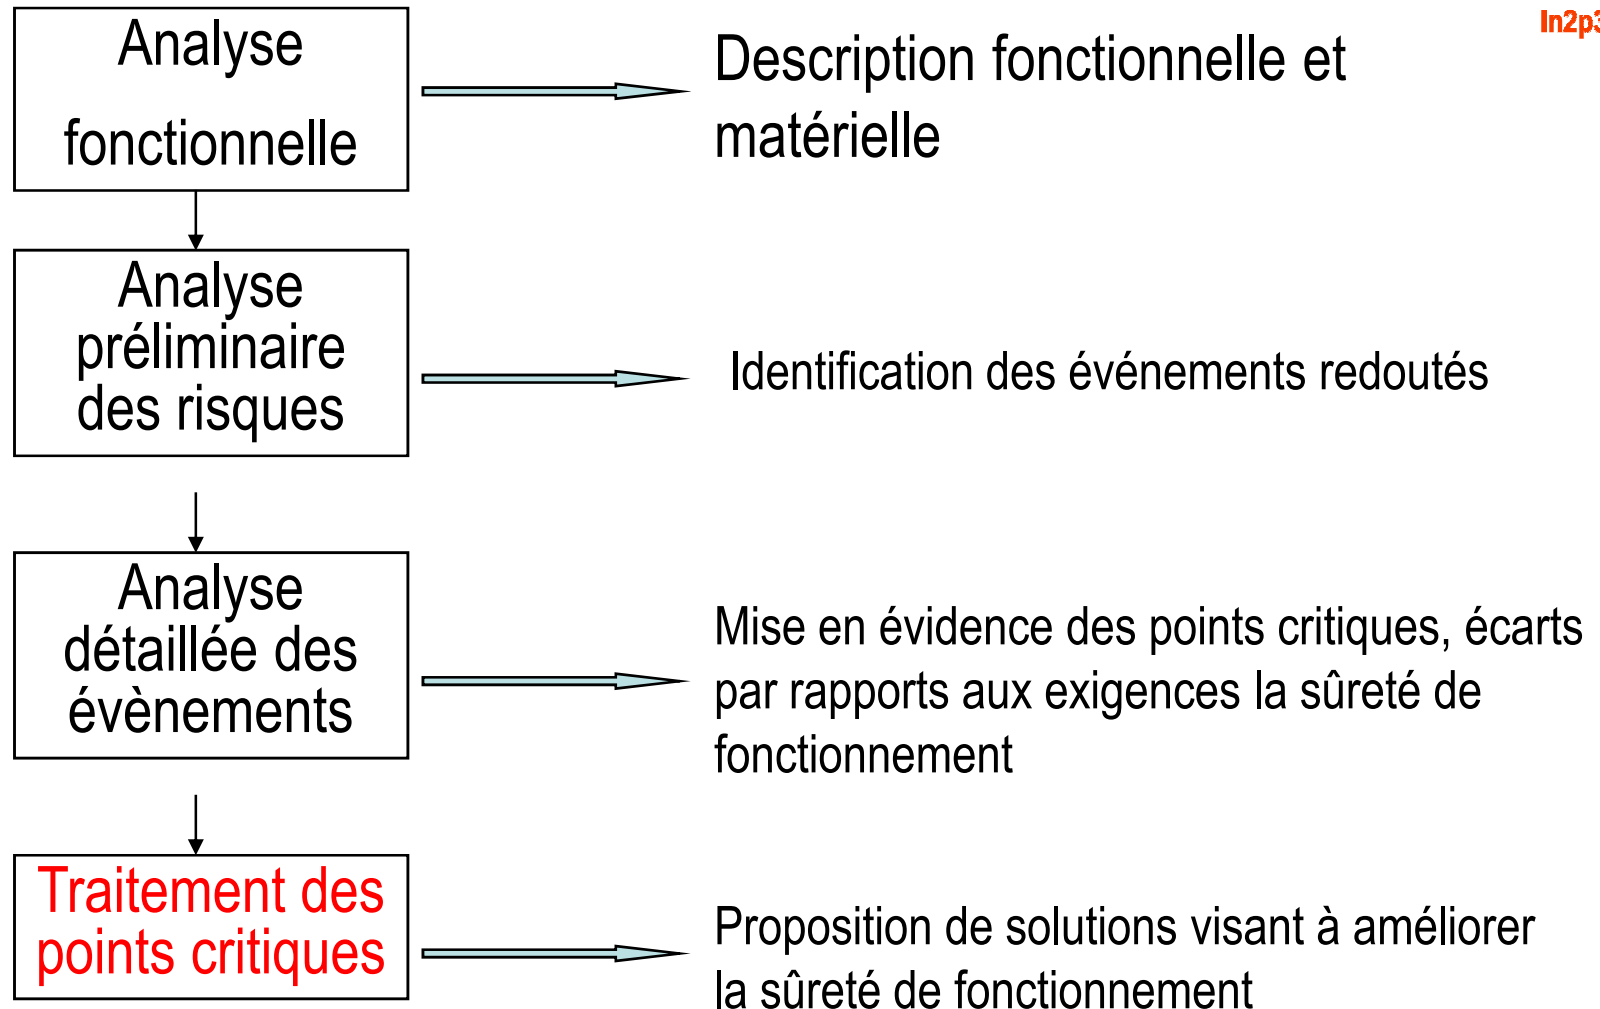 In2p3
Analyse
fonctionnelle
Description fonctionnelle et
matérielle
Analyse
préliminaire
des risques
Identification des événements redoutés
Analyse
détaillée des
évènements
Mise en évidence des points critiques, écarts
par rapports aux exigences la sûreté de
fonctionnement
Traitement des
points critiques
Proposition de solutions visant à améliorer
la sûreté de fonctionnement